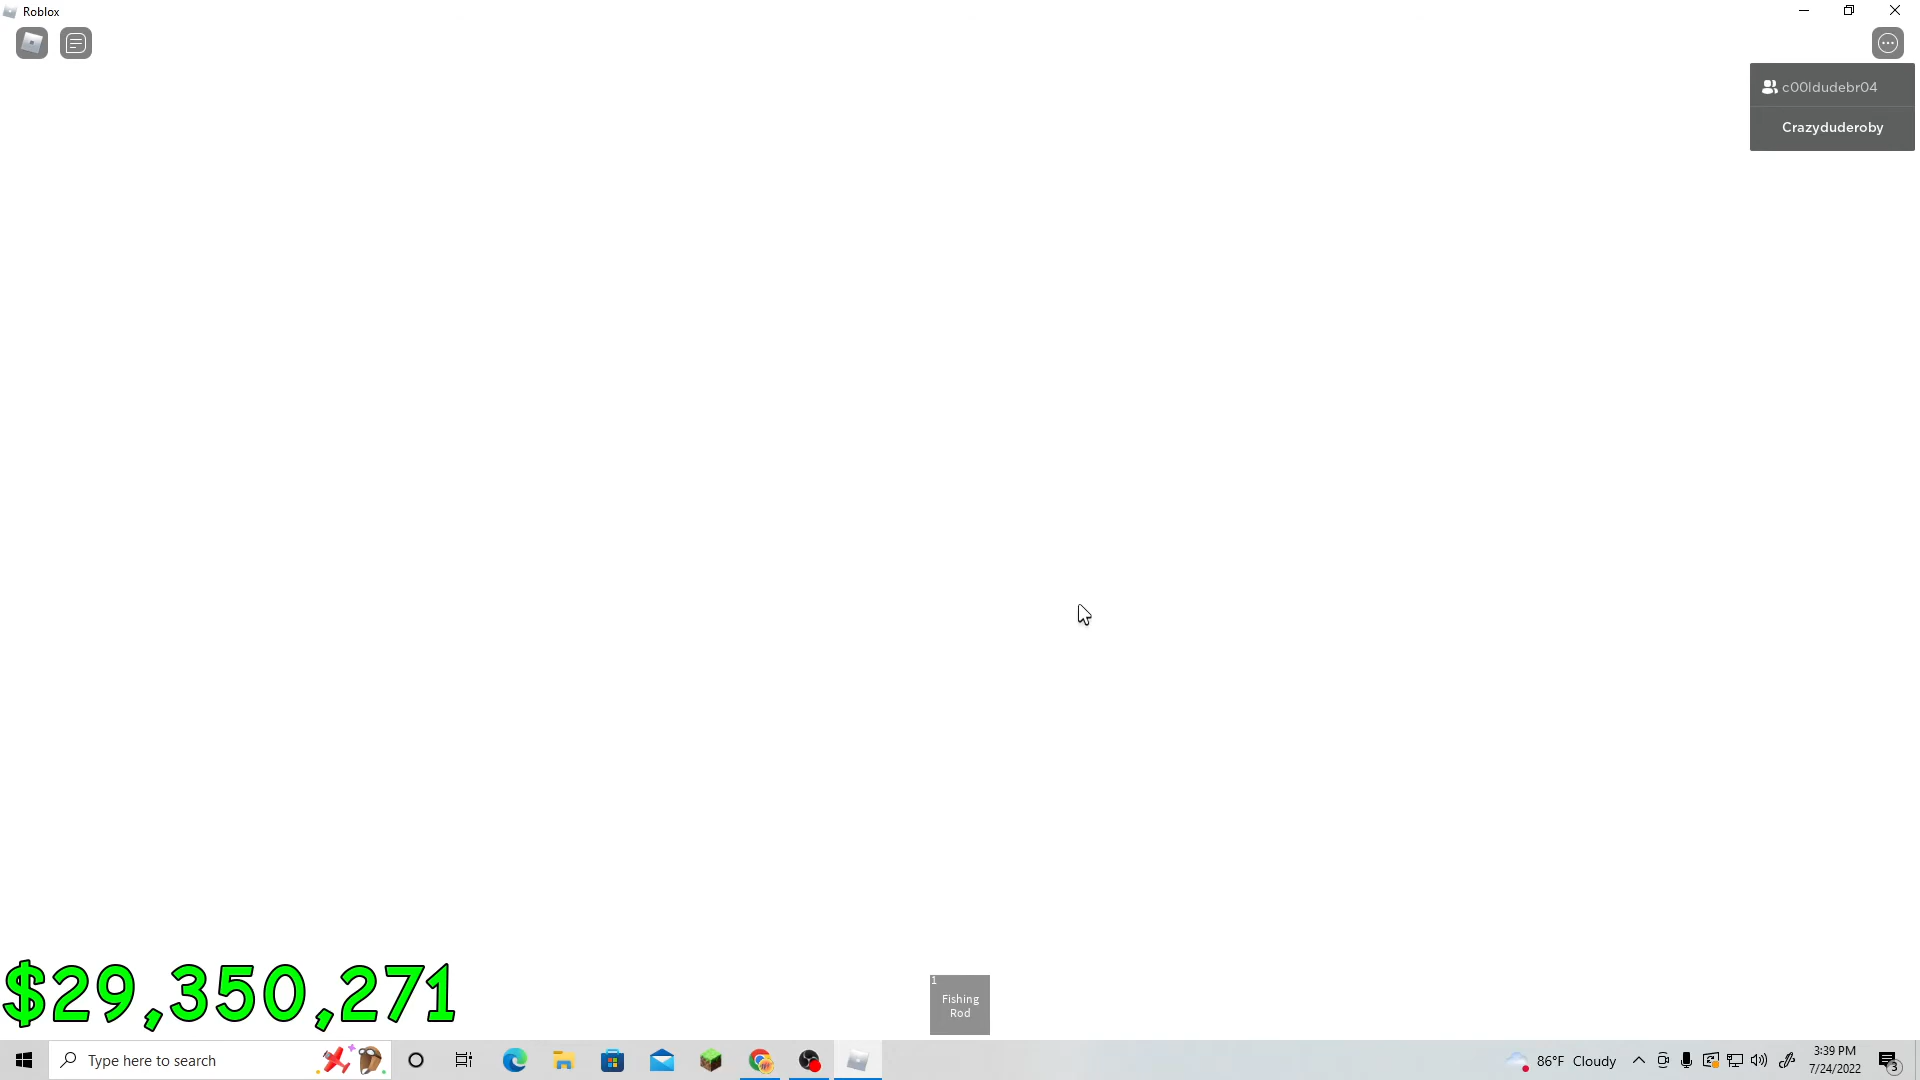 Roblox
c00ldudebr04
Crazyduderoby
$29,350,271
1
Fishing
Rod
Type here to search
86°F Cloudy
3:39 PM
7/24/2022
3